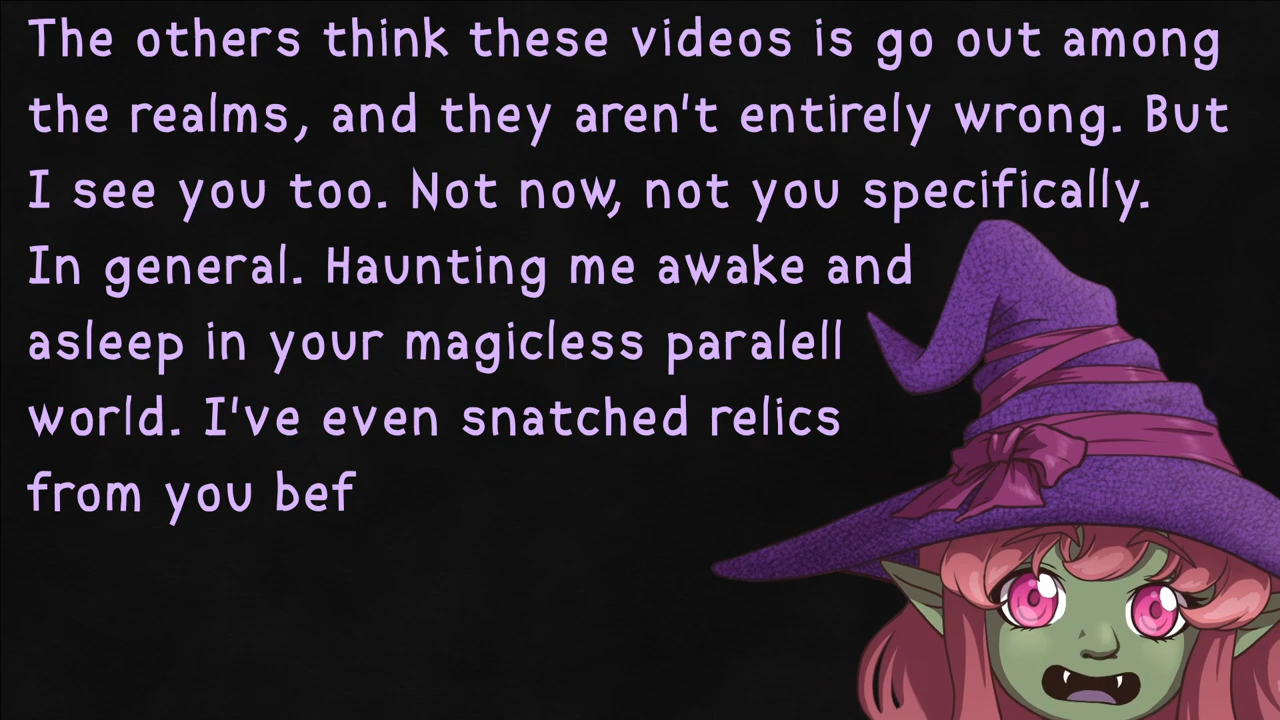 The others think these videos is go out among
the realms, and they aren't entirely wrong. But
I see you too. Not now, not you specifically.
In general. Haunting me awake and
asleep in your magicless paralell
world. I've even snatched relics
from you bef